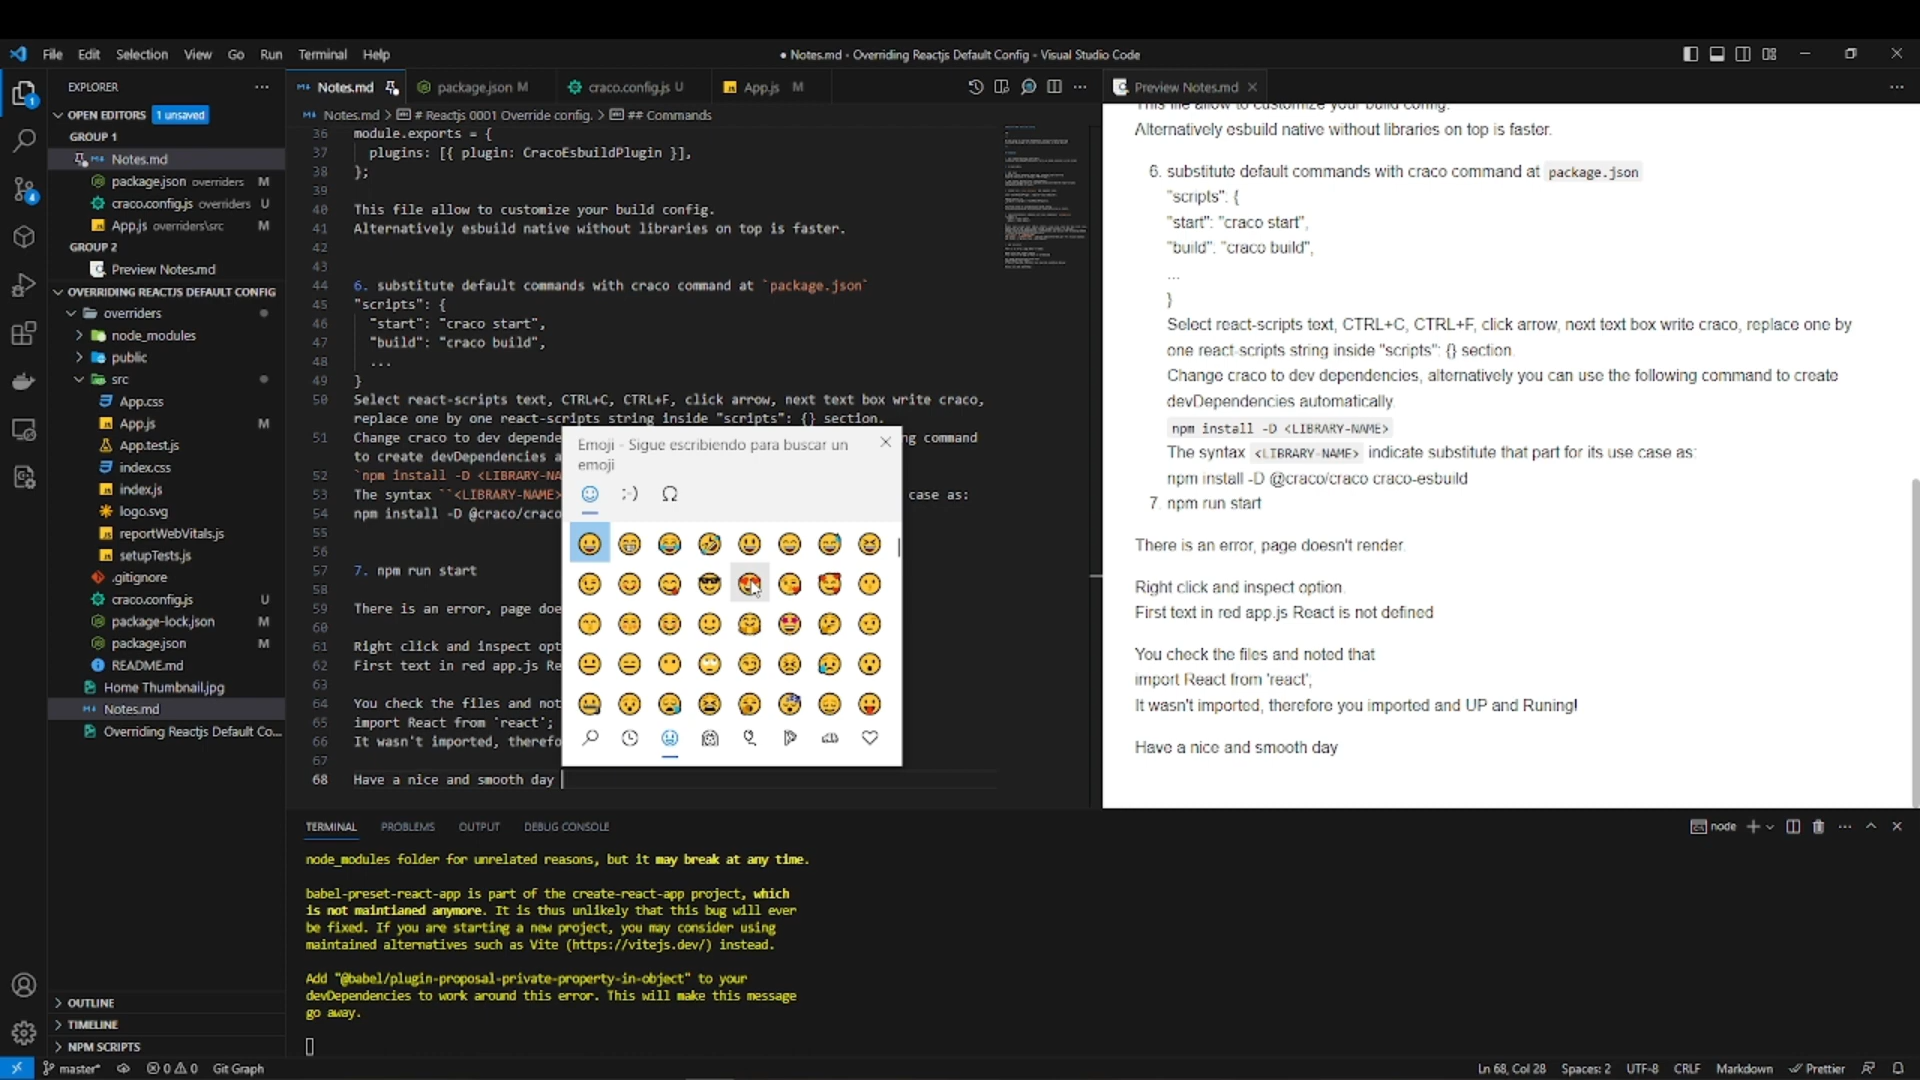 File Edit Selection View Go Run Terminal Help
● Notes.md - Overriding Reactjs Default Config - Visual Studio Code
EXPLORER
OPEN EDITORS 1 unsaved
GROUP 1
Notes.md
package.json overriders M
craco.config.js overriders U
App.js overriders\src M
GROUP 2
Preview Notes.md
OVERRIDING REACTJS DEFAULT CONFIG
overriders
node_modules
public
src
App.css
App.js M
App.test.js
index.css
index.js
logo.svg
reportWebVitals.js
setupTests.js
.gitignore
craco.config.js U
package-lock.json M
package.json M
README.md
Home Thumbnail.jpg
Notes.md
Overriding Reactjs Default Co...
OUTLINE
TIMELINE
NPM SCRIPTS
Notes.md package.json M craco.config.js U App.js M
Notes.md > # Reactjs 0001 Override config. > ## Commands
36 module.exports = {
37 plugins: [{ plugin: CracoEsbuildPlugin }],
38 };
39
40 This file allow to customize your build config.
41 Alternatively esbuild native without libraries on top is faster.
42
43
44 6. substitute default commands with craco command at `package.json`
45 "scripts": {
46 "start": "craco start",
47 "build": "craco build",
48 ...
49 }
50 Select react-scripts text, CTRL+C, CTRL+F, click arrow, next text box write craco,
replace one by one react-scripts string inside "scripts": {} section.
51 Change craco to dev depende ng command
to create devDependencies a
52 `npm install -D <LIBRARY-NA
53 The syntax ``<LIBRARY-NAME> case as:
54 npm install -D @craco/craco
55
56
57 7. npm run start
58
59 There is an error, page doe
60
61 Right click and inspect opt
62 First text in red app.js Re
63
64 You check the files and not
65 import React from 'react';
66 It wasn't imported, therefo
67
68 Have a nice and smooth day
Emoji - Sigue escribiendo para buscar un
emoji
;-) Ω
Preview Notes.md
This file allow to customize your build config.
Alternatively esbuild native without libraries on top is faster.
6. substitute default commands with craco command at package.json
"scripts": {
"start": "craco start",
"build": "craco build",
...
}
Select react-scripts text, CTRL+C, CTRL+F, click arrow, next text box write craco, replace one by
one react-scripts string inside "scripts": {} section.
Change craco to dev dependencies, alternatively you can use the following command to create
devDependencies automatically.
npm install -D <LIBRARY-NAME>
The syntax <LIBRARY-NAME> indicate substitute that part for its use case as:
npm install -D @craco/craco craco-esbuild
7. npm run start
There is an error, page doesn't render.
Right click and inspect option.
First text in red app.js React is not defined
You check the files and noted that
import React from 'react';
It wasn't imported, therefore you imported and UP and Runing!
Have a nice and smooth day
TERMINAL PROBLEMS OUTPUT DEBUG CONSOLE
node
node_modules folder for unrelated reasons, but it may break at any time.
babel-preset-react-app is part of the create-react-app project, which
is not maintianed anymore. It is thus unlikely that this bug will ever
be fixed. If you are starting a new project, you may consider using
maintained alternatives such as Vite (https://vitejs.dev/) instead.
Add "@babel/plugin-proposal-private-property-in-object" to your
devDependencies to work around this error. This will make this message
go away.
master* 0 0 Git Graph
Ln 68, Col 28 Spaces: 2 UTF-8 CRLF Markdown Prettier